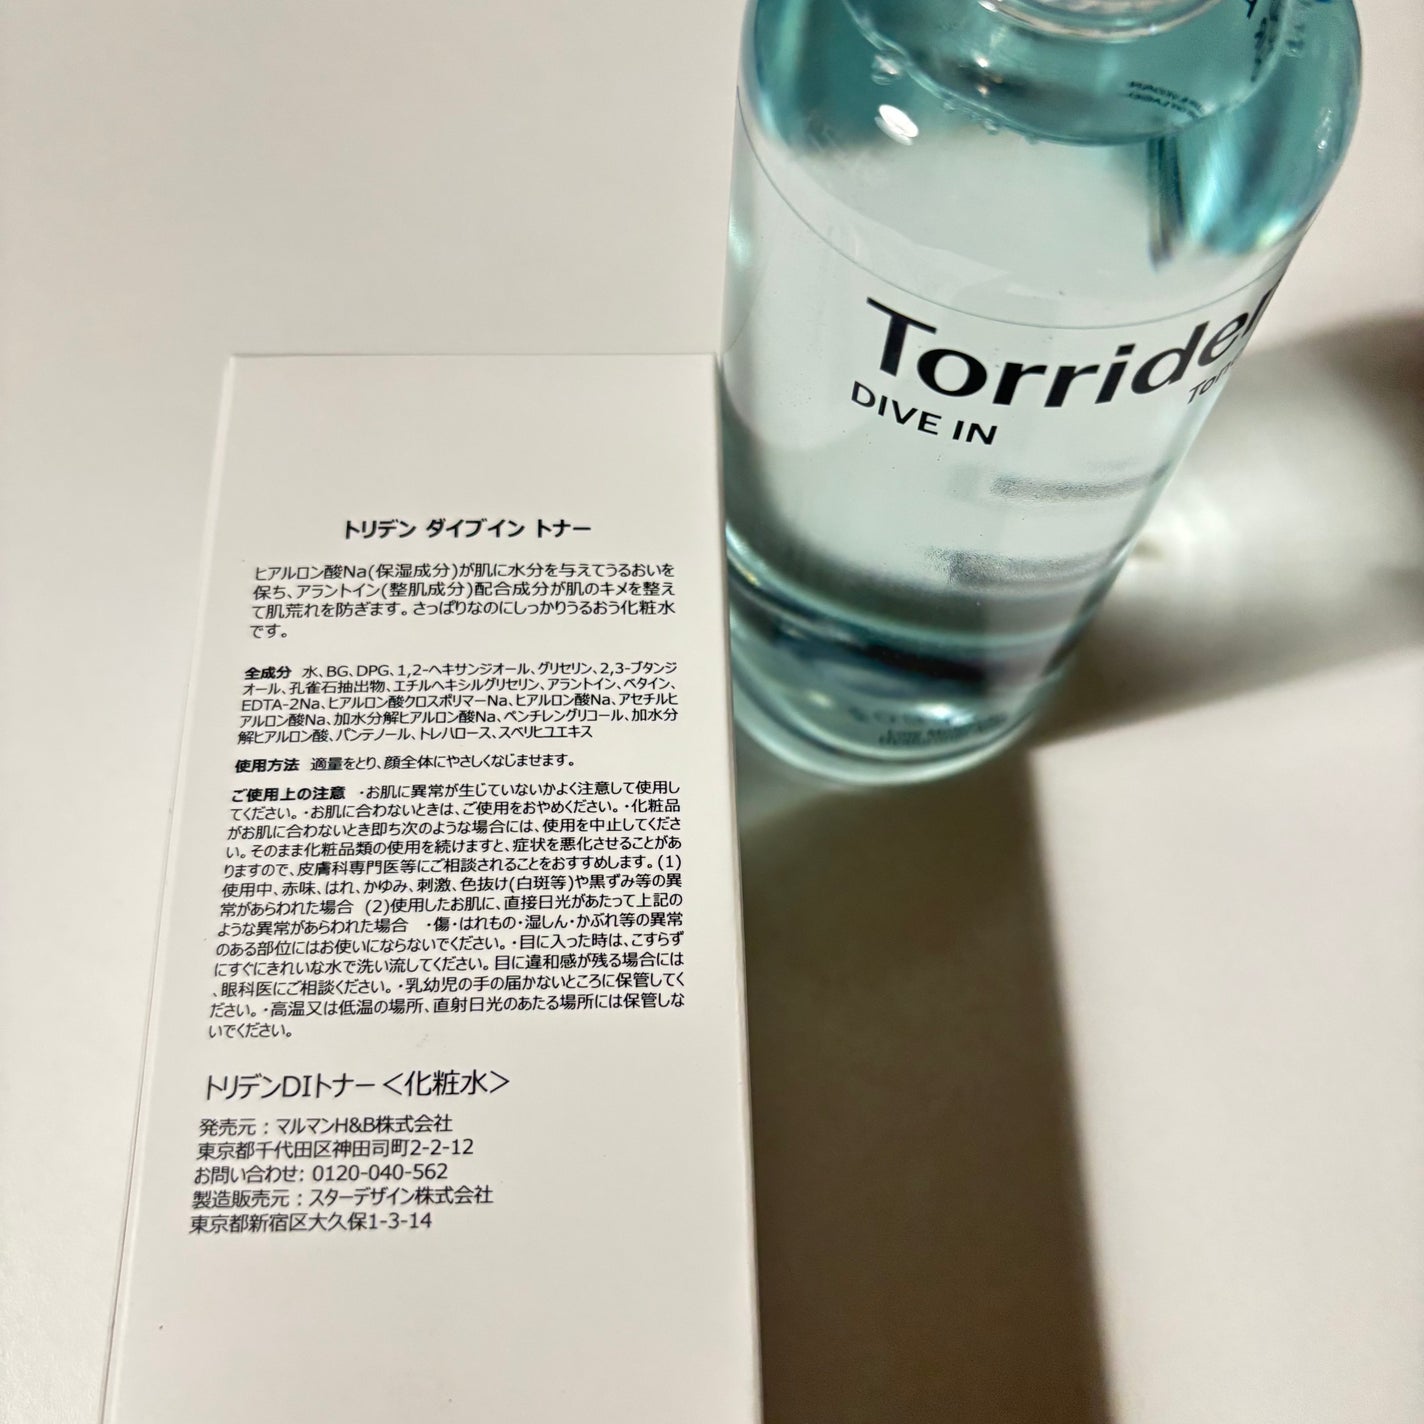 Torriden
DIVE IN
トリデン ダイブイン トナー
ヒアルロン酸Na(保湿成分)が肌に水分を与えてうるおいを
保ち、アラントイン(整肌成分)配合成分が肌のキメを整え
て肌荒れを防ぎます。さっぱりなのにしっかりうるおう化粧水
です。
全成分 水、BG、DPG、1,2-ヘキサンジオール、グリセリン、2,3-ブタンジ
オール、孔雀石抽出物、エチルヘキシルグリセリン、アラントイン、ベタイン、
EDTA-2Na、ヒアルロン酸クロスポリマーNa、ヒアルロン酸Na、アセチルヒ
アルロン酸Na、加水分解ヒアルロン酸Na、ペンチレングリコール、加水分
解ヒアルロン酸、パンテノール、トレハロース、スベリヒユエキス
使用方法 適量をとり、顔全体にやさしくなじませます。
ご使用上の注意 ・お肌に異常が生じていないかよく注意して使用し
てください。・お肌に合わないときは、ご使用をおやめください。・化粧品
がお肌に合わないとき即ち次のような場合には、使用を中止してくださ
い。そのまま化粧品類の使用を続けますと、症状を悪化させることがあ
りますので、皮膚科専門医等にご相談されることをおすすめします。(1)
使用中、赤味、はれ、かゆみ、刺激、色抜け(白斑等)や黒ずみ等の異
常があらわれた場合 (2)使用したお肌に、直接日光があたって上記の
ような異常があらわれた場合 ・傷・はれもの・湿しん・かぶれ等の異常
のある部位にはお使いにならないでください。・目に入った時は、こすらず
にすぐにきれいな水で洗い流してください。目に違和感が残る場合には
、眼科医にご相談ください。・乳幼児の手の届かないところに保管してく
ださい。・高温又は低温の場所、直射日光のあたる場所には保管しな
いでください。
トリデンDIトナー＜化粧水＞
発売元：マルマンH&B株式会社
東京都千代田区神田司町2-2-12
お問い合わせ: 0120-040-562
製造販売元：スターデザイン株式会社
東京都新宿区大久保1-3-14